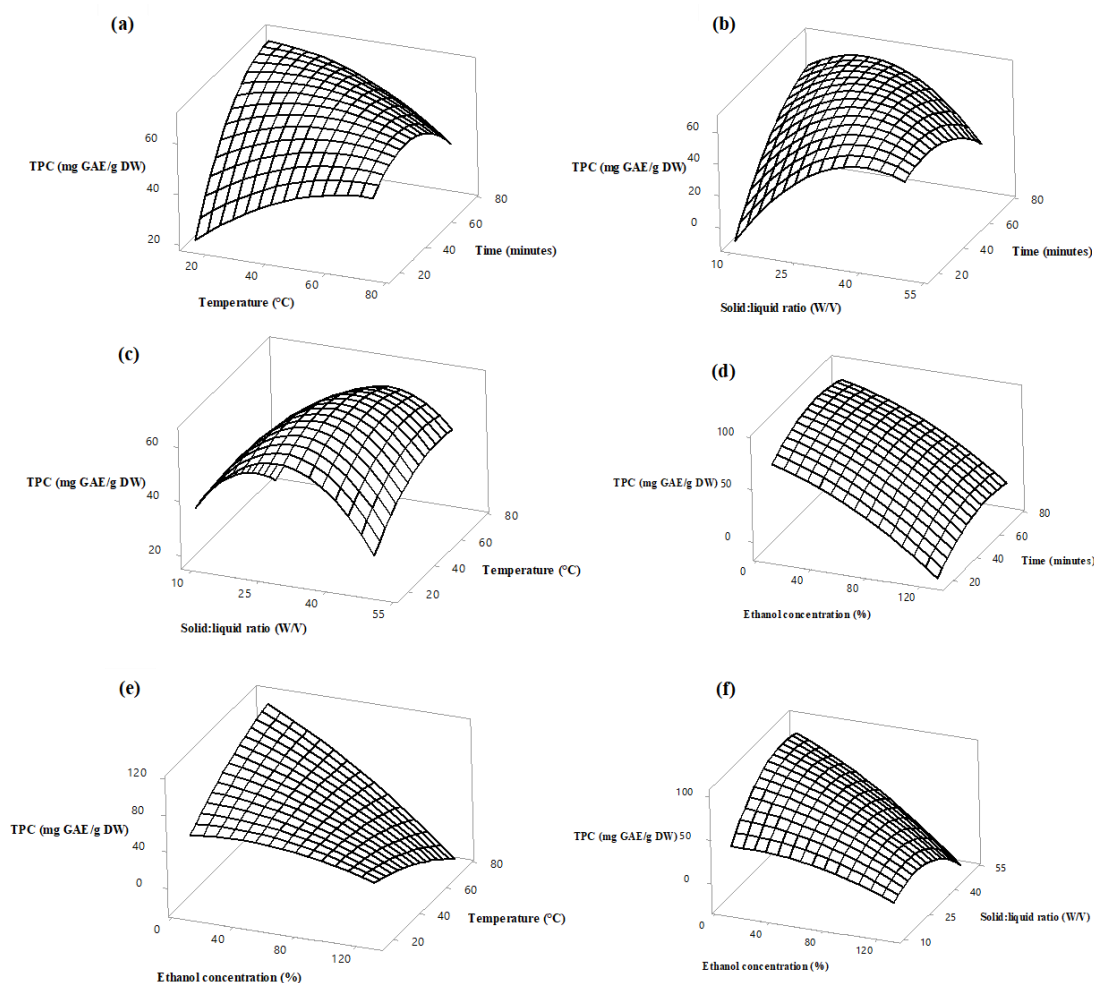 (a)
60
TPC (mg GAE/g DW)
40
20
20
40
60
80
Temperature (°C)
20
40
60
80
Time (minutes)
(b)
60
TPC (mg GAE/g DW)
40
20
0
10
25
40
55
Solid:liquid ratio (W/V)
20
40
60
80
Time (minutes)
(c)
60
TPC (mg GAE/g DW)
40
20
10
25
40
55
Solid:liquid ratio (W/V)
20
40
60
80
Temperature (°C)
(d)
100
TPC (mg GAE/g DW)
50
0
0
40
80
120
Ethanol concentration (%)
20
40
60
80
Time (minutes)
(e)
120
TPC (mg GAE/g DW)
80
40
0
0
40
80
120
Ethanol concentration (%)
20
40
60
80
Temperature (°C)
(f)
100
TPC (mg GAE/g DW)
50
0
0
40
80
120
Ethanol concentration (%)
10
25
40
55
Solid:liquid ratio (W/V)